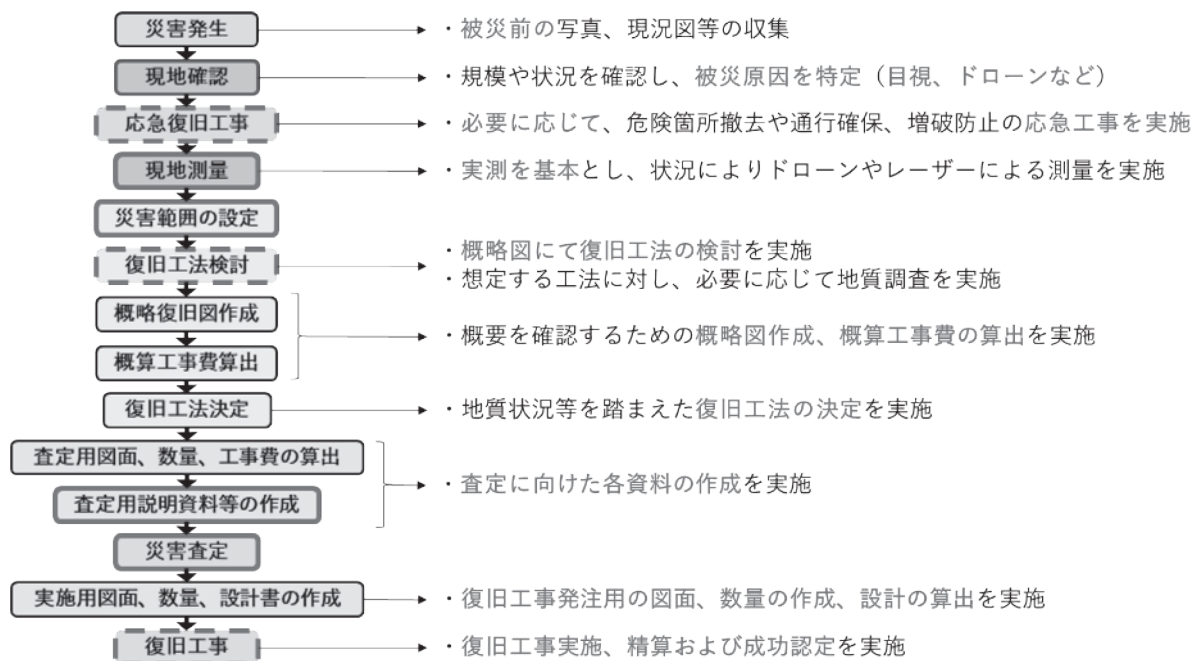 災害発生
・被災前の写真、現況図等の収集
現地確認
・規模や状況を確認し、被災原因を特定（目視、ドローンなど）
応急復旧工事
・必要に応じて、危険箇所撤去や通行確保、増破防止の応急工事を実施
現地測量
・実測を基本とし、状況によりドローンやレーザーによる測量を実施
災害範囲の設定
復旧工法検討
・概略図にて復旧工法の検討を実施
・想定する工法に対し、必要に応じて地質調査を実施
概略復旧図作成
概算工事費算出
・概要を確認するための概略図作成、概算工事費の算出を実施
復旧工法決定
・地質状況等を踏まえた復旧工法の決定を実施
査定用図面、数量、工事費の算出
査定用説明資料等の作成
・査定に向けた各資料の作成を実施
災害査定
実施用図面、数量、設計書の作成
・復旧工事発注用の図面、数量の作成、設計の算出を実施
復旧工事
・復旧工事実施、精算および成功認定を実施